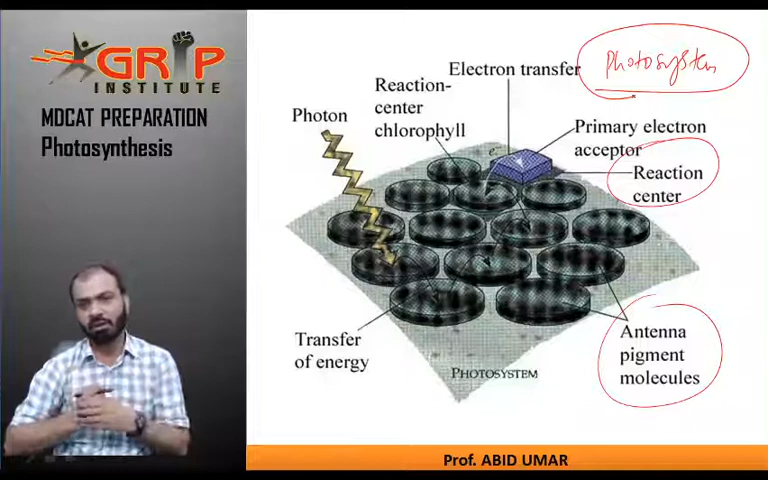 GRIP
INSTITUTE
MDCAT PREPARATION
Photosynthesis
Photosystem
Electron transfer
Reaction-
center
chlorophyll
Photon
Primary electron
acceptor
e
Reaction
center
Antenna
pigment
molecules
Transfer
of energy
PHOTOSYSTEM
Prof. ABID UMAR